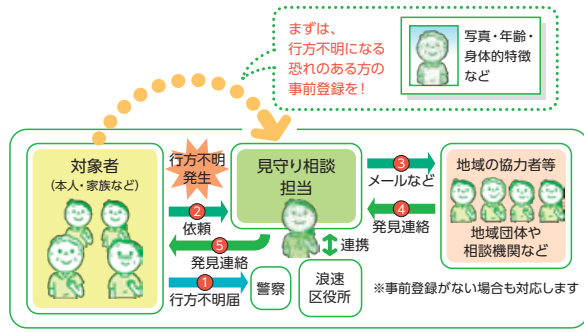 まずは、
行方不明になる
恐れのある方の
事前登録を!
写真・年齢・
身体的特徴
など
対象者
(本人・家族など)
行方不明
発生
見守り相談
担当
3
メールなど
地域の協力者等
2
依頼
4
発見連絡
地域団体や
相談機関など
5
発見連絡
連携
1
行方不明届
警察
浪速
区役所
※事前登録がない場合も対応します